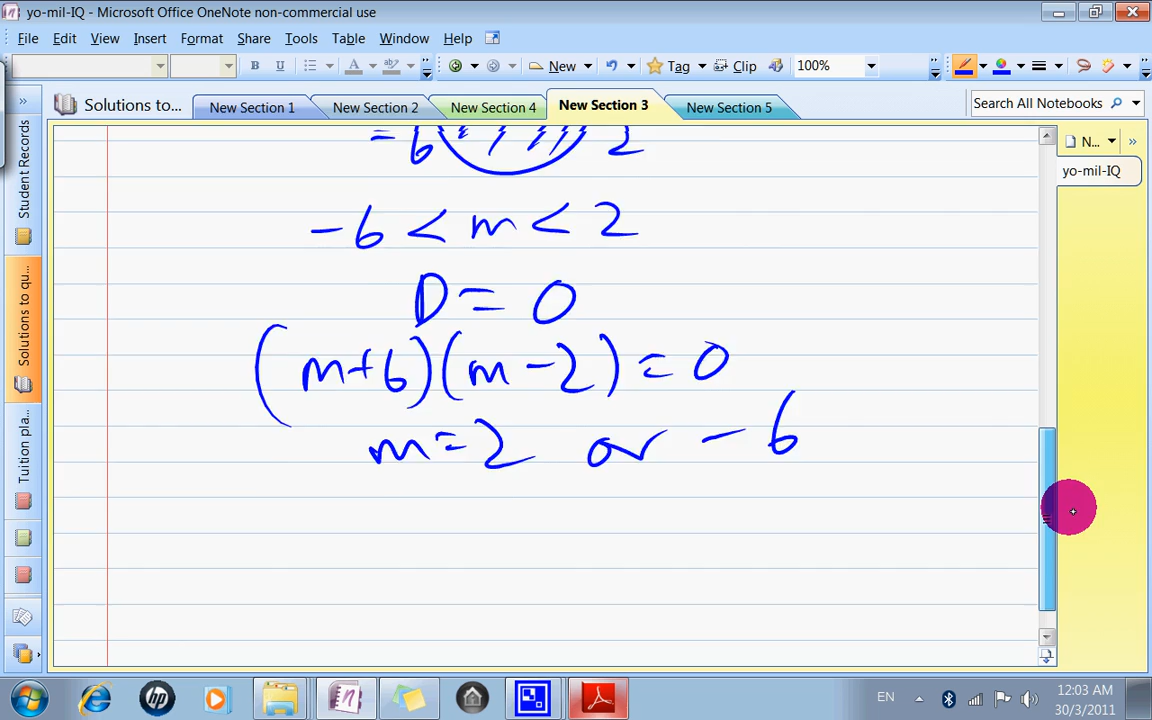 yo-mil-IQ - Microsoft Office OneNote non-commercial use
File Edit View Insert Format Share Tools Table Window Help
B U A ab New Tag Clip 100%
» Solutions to... New Section 1 New Section 2 New Section 4 New Section 3 New Section 5 Search All Notebooks
N... »
yo-mil-IQ
Student Records
Solutions to qu...
Tuition pla...
-6 2
-6 < m < 2
D = 0
(m+6)(m-2)=0
m=2 or -6
EN 12:03 AM
30/3/2011